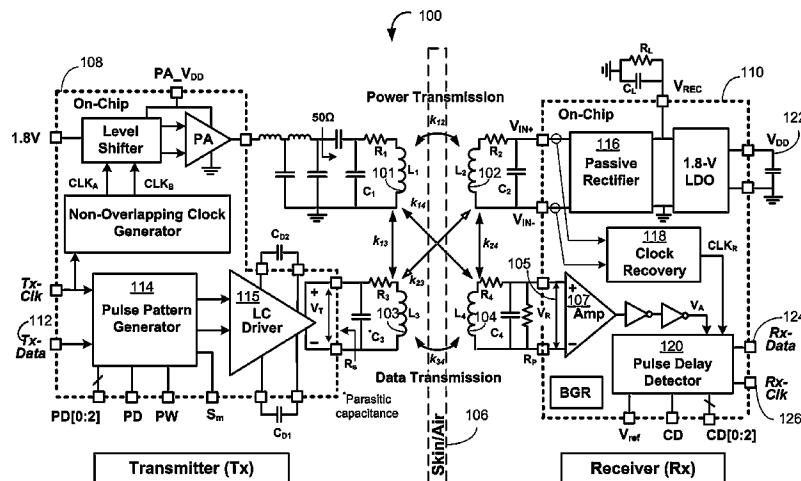 100
108
PA_VDD
On-Chip
1.8V
Level
Shifter
PA
CLKA
CLKB
Non-Overlapping Clock
Generator
50Ω
R1
C1
L1
101
Power Transmission
k12
k14
k13
k23
k24
k34
R2
L2
102
C2
VIN+
VIN-
RL
CL
VREC
110
On-Chip
116
Passive
Rectifier
1.8-V
LDO
122
VDD
118
Clock
Recovery
CLKR
Tx-
Clk
112
Tx-
Data
114
Pulse Pattern
Generator
CD2
115
LC
Driver
VT
R3
*C3
103
L3
Rs
CD1
*Parasitic
capacitance
PD[0:2]
PD
PW
Sm
Data Transmission
Skin/Air
106
R4
L4
104
C4
105
VR
RP
107
Amp
VA
120
Pulse Delay
Detector
BGR
Vref
CD
CD[0:2]
124
Rx-
Data
Rx-
Clk
126
Transmitter (Tx)
Receiver (Rx)